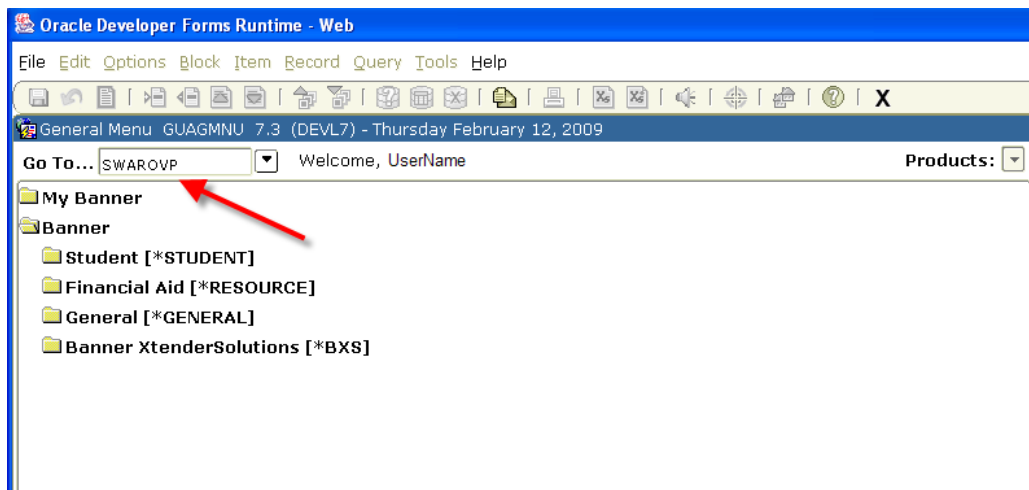 Oracle Developer Forms Runtime - Web
File Edit Options Block Item Record Query Tools Help
X
General Menu GUAGMNU 7.3 (DEVL7) - Thursday February 12, 2009
Go To... SWAROVP Welcome, UserName Products:
My Banner
Banner
Student [*STUDENT]
Financial Aid [*RESOURCE]
General [*GENERAL]
Banner XtenderSolutions [*BXS]